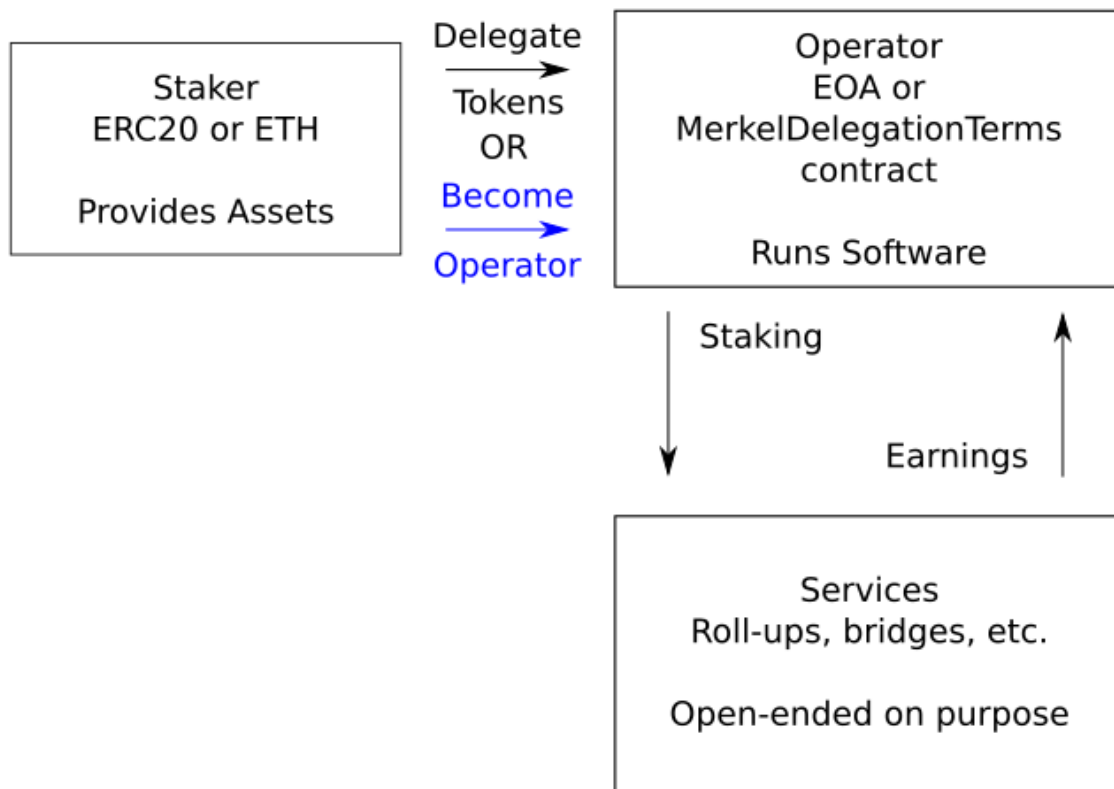 Staker
ERC20 or ETH
Provides Assets
Delegate
Tokens
OR
Become
Operator
Operator
EOA or
MerkelDelegationTerms
contract
Runs Software
Staking
Earnings
Services
Roll-ups, bridges, etc.
Open-ended on purpose